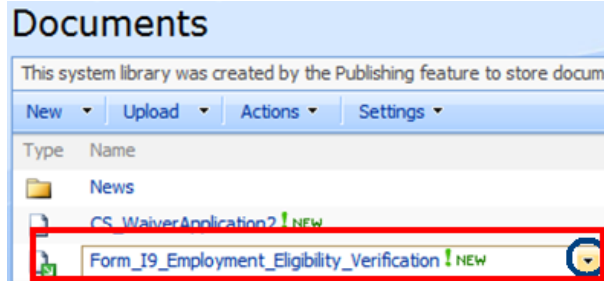 Documents
This system library was created by the Publishing feature to store docum
New Upload Actions Settings
Type Name
News
CS_WaiverApplication2 ! NEW
Form_I9_Employment_Eligibility_Verification ! NEW